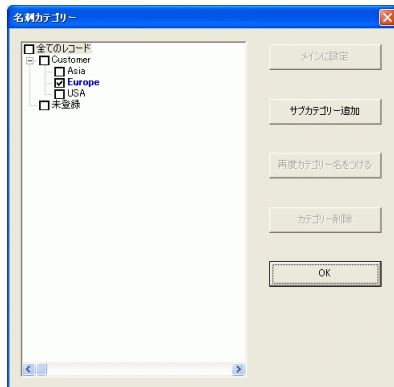 名刺カテゴリー
全てのレコード
Customer
Asia
Europe
USA
未登録
メインに設定
サブカテゴリー追加
再度カテゴリー名をつける
カテゴリー削除
OK